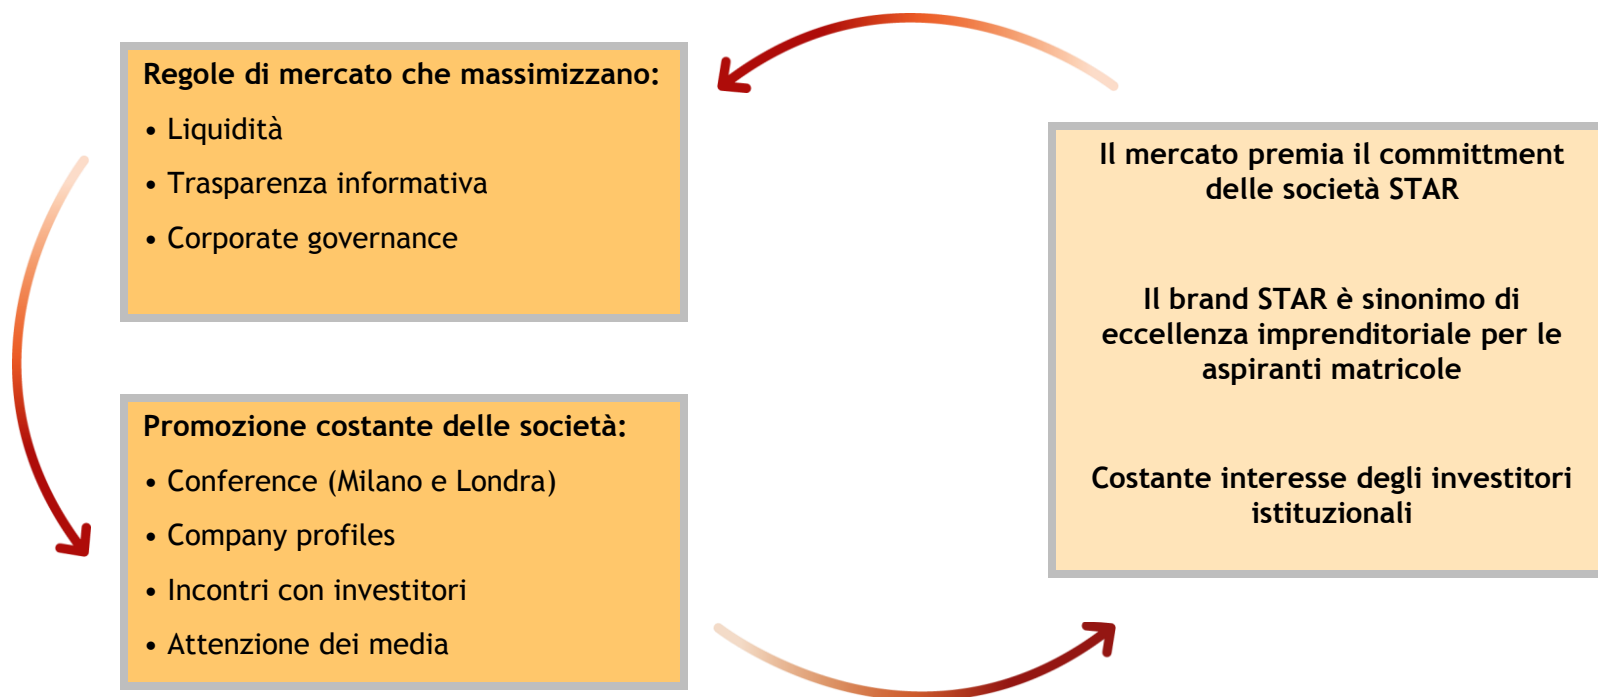 Regole di mercato che massimizzano:
• Liquidità
• Trasparenza informativa
• Corporate governance
Promozione costante delle società:
• Conference (Milano e Londra)
• Company profiles
• Incontri con investitori
• Attenzione dei media
Il mercato premia il committment
delle società STAR
Il brand STAR è sinonimo di
eccellenza imprenditoriale per le
aspiranti matricole
Costante interesse degli investitori
istituzionali